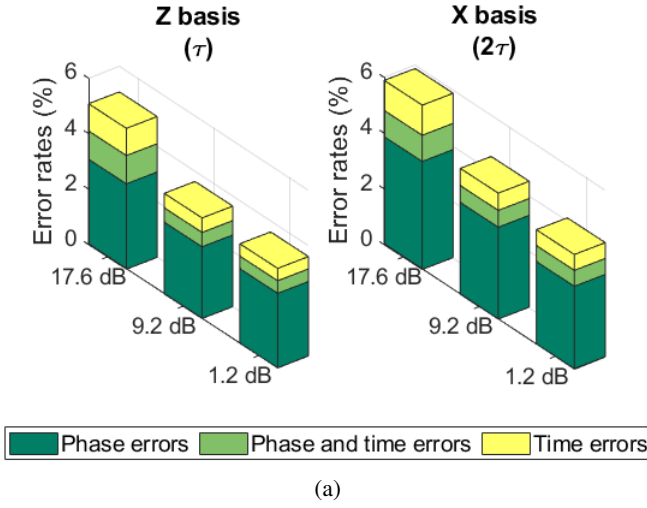 Z basis
(τ)
X basis
(2τ)
Error rates (%)
6
4
2
0
17.6 dB
9.2 dB
1.2 dB
Error rates (%)
6
4
2
0
17.6 dB
9.2 dB
1.2 dB
Phase errors
Phase and time errors
Time errors
(a)